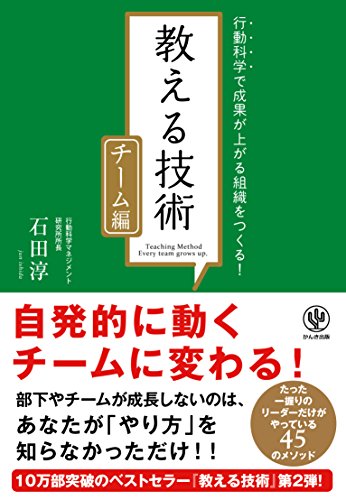 行動科学で成果が上がる組織をつくる!
教える技術
チーム編
Teaching Method
Every team grows up.
行動科学マネジメント
研究所所長
石田淳
jun ishida
かんき出版
自発的に動く
チームに変わる!
部下やチームが成長しないのは、
あなたが「やり方」を
知らなかっただけ!!
たった
一握りの
リーダーだけが
やっている
45
のメソッド
10万部突破のベストセラー『教える技術』第2弾!